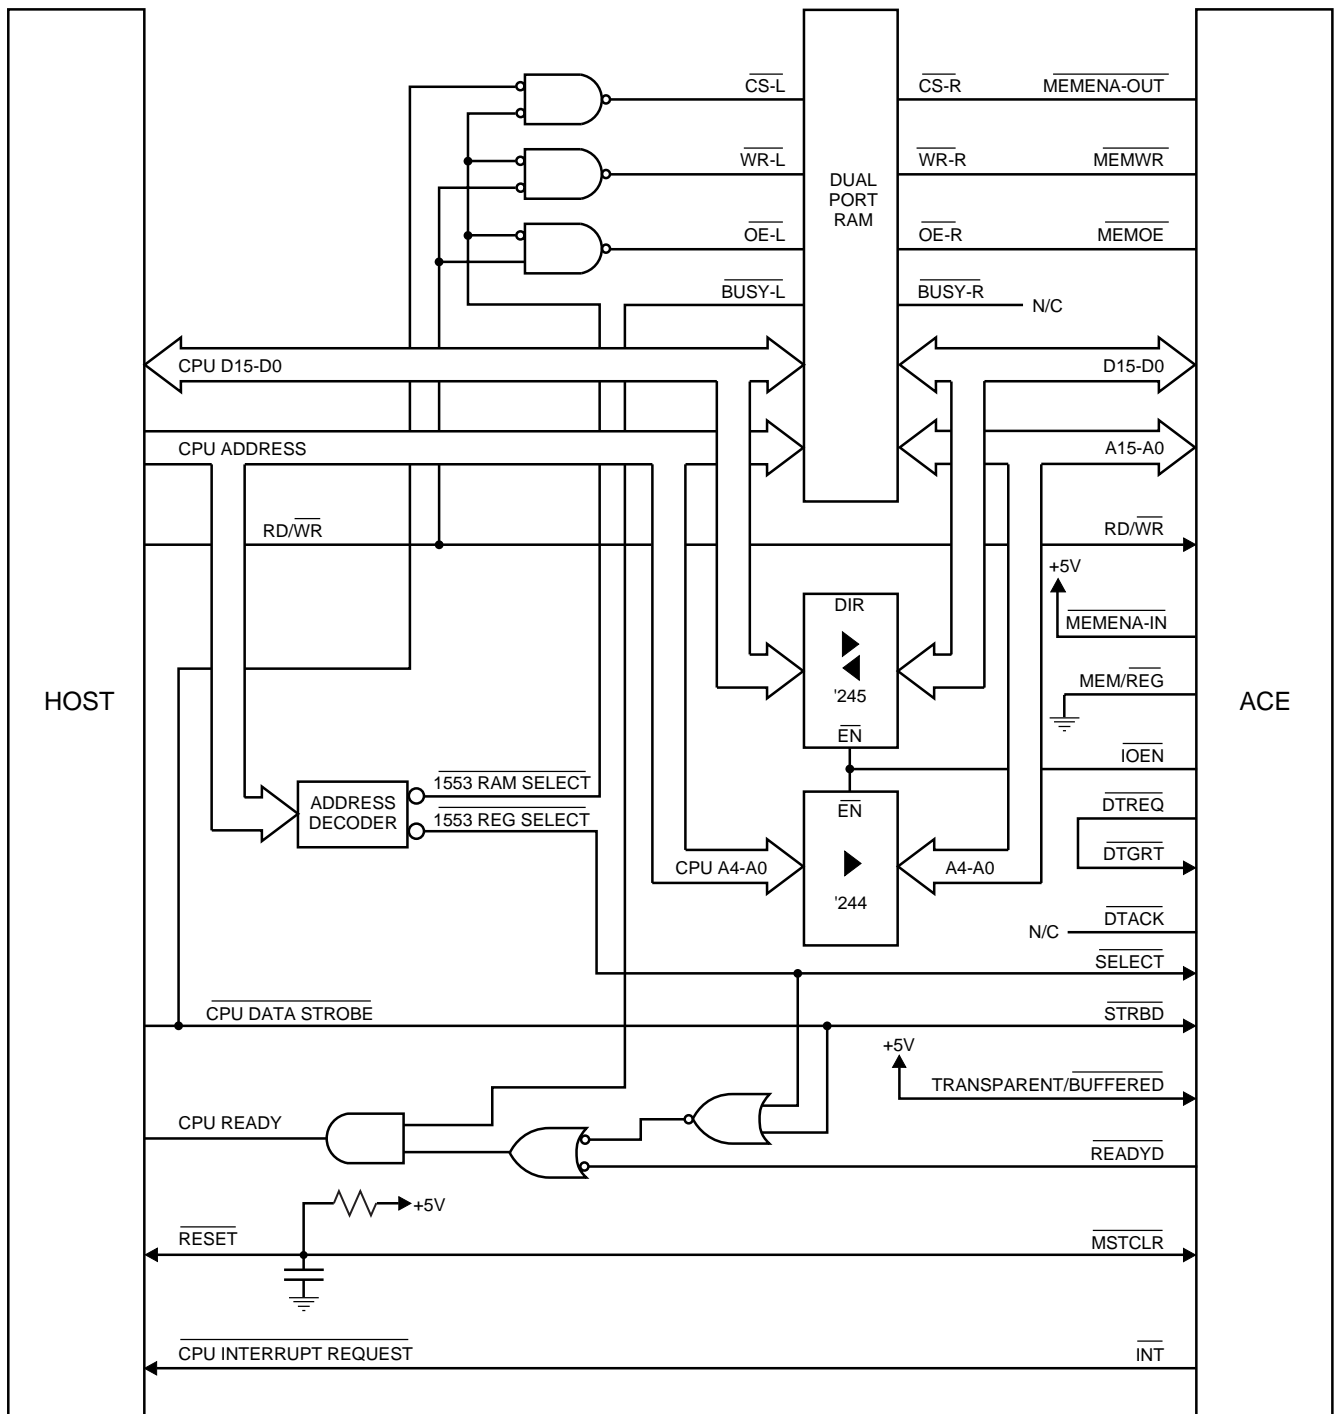 CS-L
CS-R
MEMENA-OUT
WR-L
WR-R
MEMWR
DUAL
PORT
RAM
OE-L
OE-R
MEMOE
BUSY-L
BUSY-R
N/C
CPU D15-D0
D15-D0
CPU ADDRESS
A15-A0
RD/WR
RD/WR
+5V
DIR
MEMENA-IN
HOST
MEM/REG
'245
ACE
EN
IOEN
1553 RAM SELECT
ADDRESS
DECODER
1553 REG SELECT
EN
DTREQ
DTGRT
CPU A4-A0
A4-A0
'244
DTACK
N/C
SELECT
CPU DATA STROBE
STRBD
+5V
TRANSPARENT/BUFFERED
CPU READY
READYD
+5V
RESET
MSTCLR
CPU INTERRUPT REQUEST
INT